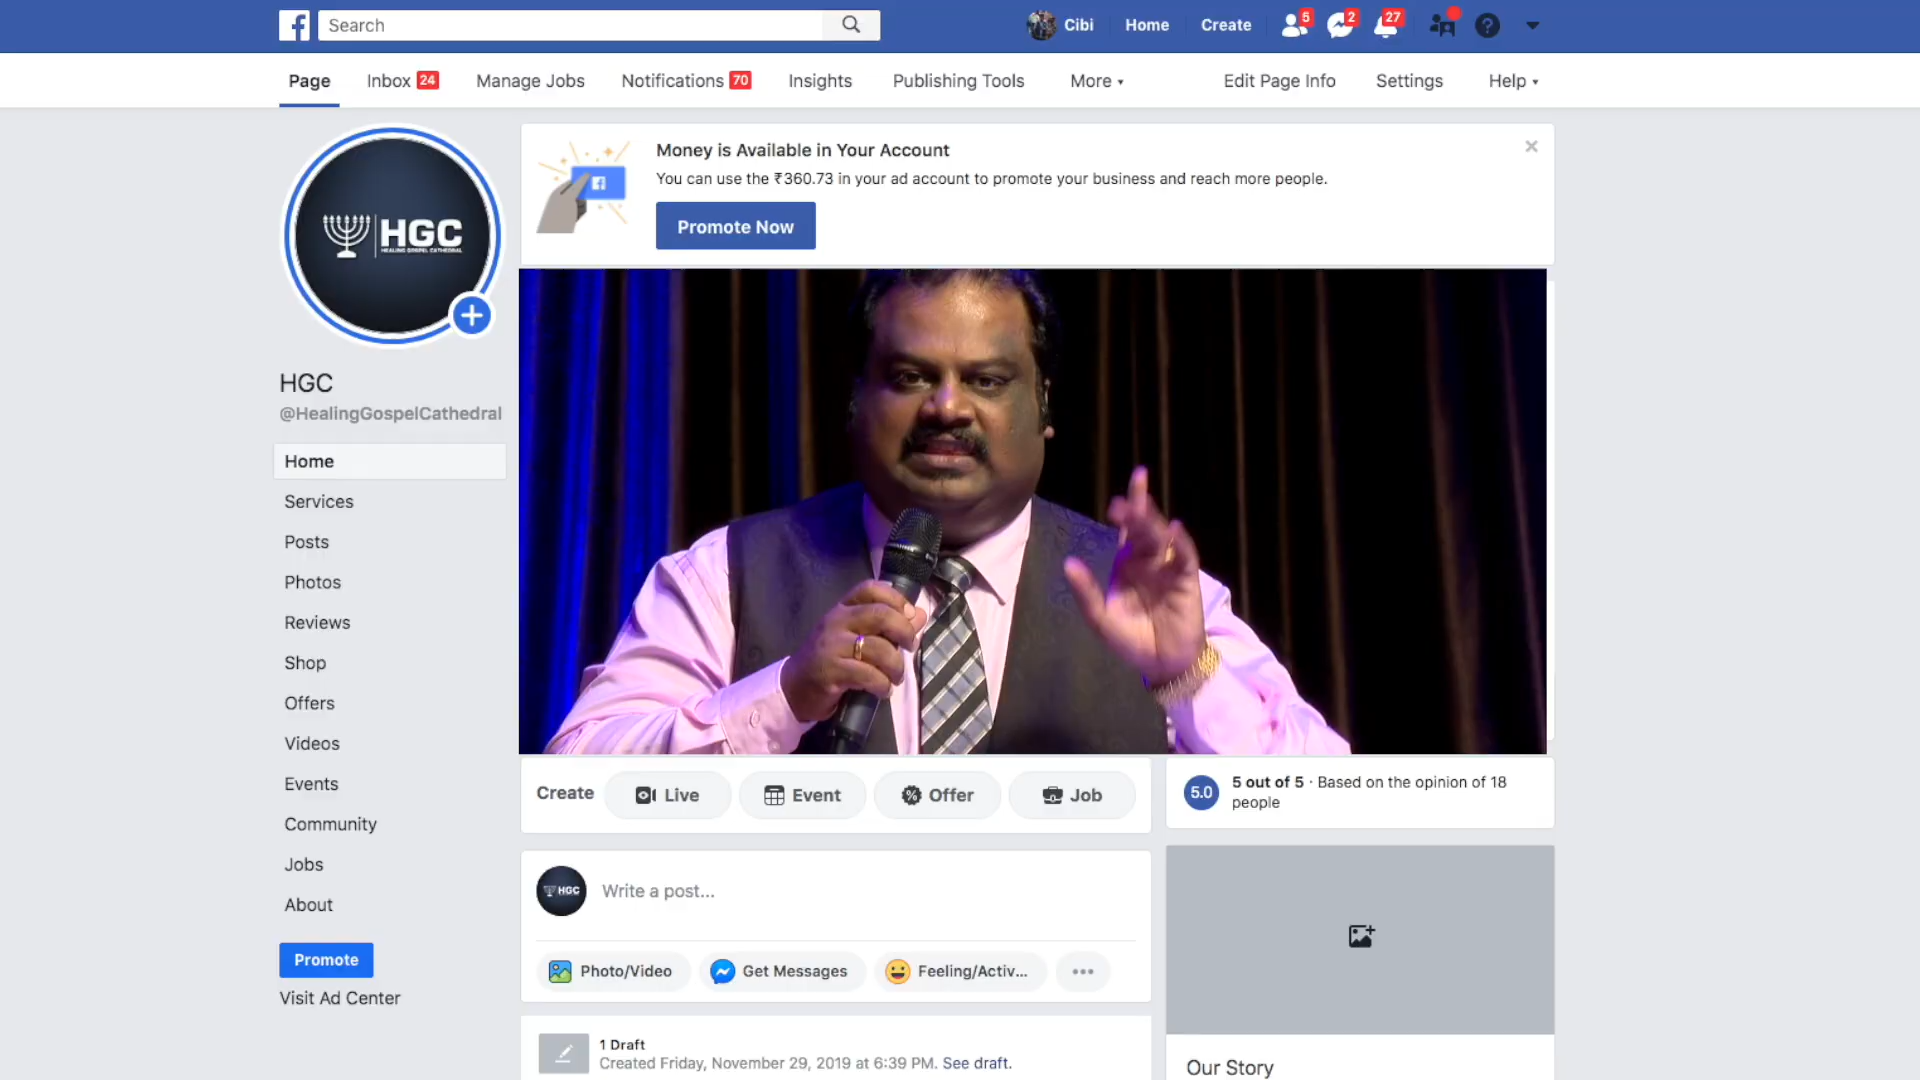 Search
Cibi
Home
Create
5
2
27
Page
Inbox 24
Manage Jobs
Notifications 70
Insights
Publishing Tools
More
Edit Page Info
Settings
Help
HGC
HEALING GOSPEL CATHEDRAL
HGC
@HealingGospelCathedral
Home
Services
Posts
Photos
Reviews
Shop
Offers
Videos
Events
Community
Jobs
About
Promote
Visit Ad Center
Money is Available in Your Account
You can use the ₹360.73 in your ad account to promote your business and reach more people.
Promote Now
Create
Live
Event
Offer
Job
HGC
Write a post...
Photo/Video
Get Messages
Feeling/Activ...
1 Draft
Created Friday, November 29, 2019 at 6:39 PM. See draft.
5.0
5 out of 5 · Based on the opinion of 18
people
Our Story